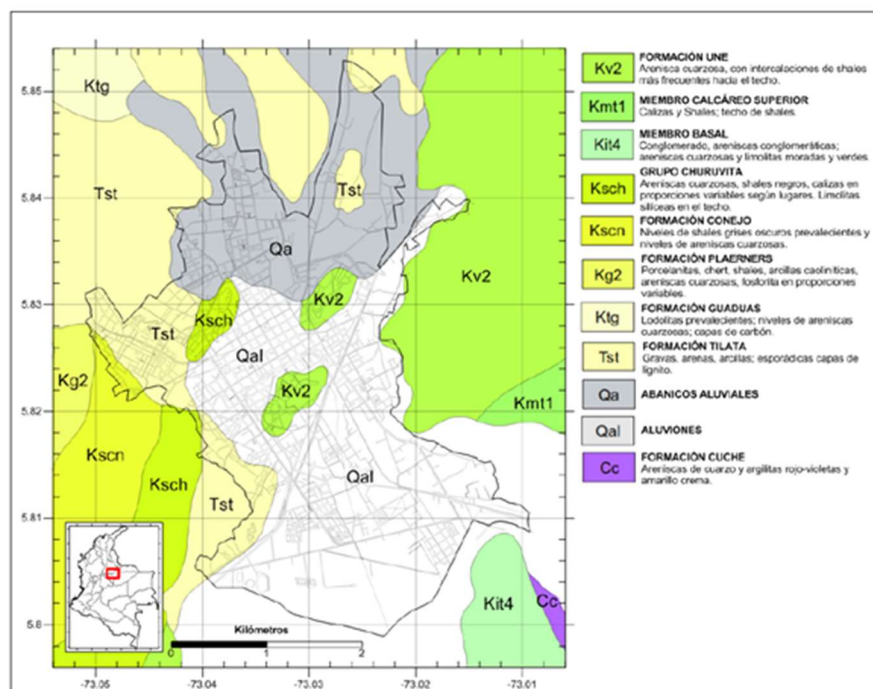 Ktg
Tst
Tst
Qa
Kv2
Kv2
Ksch
Tst
Qal
Kg2
Kv2
Kmt1
Kscn
Ksch
Tst
Qal
Kit4
Cc
5.85
5.84
5.83
5.82
5.81
5.8
-73.05
-73.04
-73.03
-73.02
-73.01
Kilómetros
0 1 2
Kv2
FORMACIÓN UNE
Arenisca cuarzosa, con intercalaciones de shales
más frecuentes hacia el techo.
Kmt1
MIEMBRO CALCÁREO SUPERIOR
Calizas y Shales; techo de shales.
Kit4
MIEMBRO BASAL
Conglomerado, areniscas conglomeráticas;
areniscas cuarzosas y limolitas moradas y verdes.
Ksch
GRUPO CHURUVITA
Areniscas cuarzosas, shales negros, calizas en
proporciones variables según lugares. Limolitas
silíceas en el techo.
Kscn
FORMACIÓN CONEJO
Niveles de shales grises oscuros prevalecientes y
niveles de areniscas cuarzosas.
Kg2
FORMACIÓN PLAERNERS
Porcelanitas, chert, shales, arcillas caoliníticas,
areniscas cuarzosas, fosforita en proporciones
variables.
Ktg
FORMACIÓN GUADUAS
Lodolitas prevalecientes; niveles de areniscas
cuarzosas; capas de carbón.
Tst
FORMACIÓN TILATA
Gravas, arenas, arcillas; esporádicas capas de
lignito.
Qa
ABANICOS ALUVIALES
Qal
ALUVIONES
Cc
FORMACIÓN CUCHE
Areniscas de cuarzo y argilitas rojo-violetas y
amarillo crema.